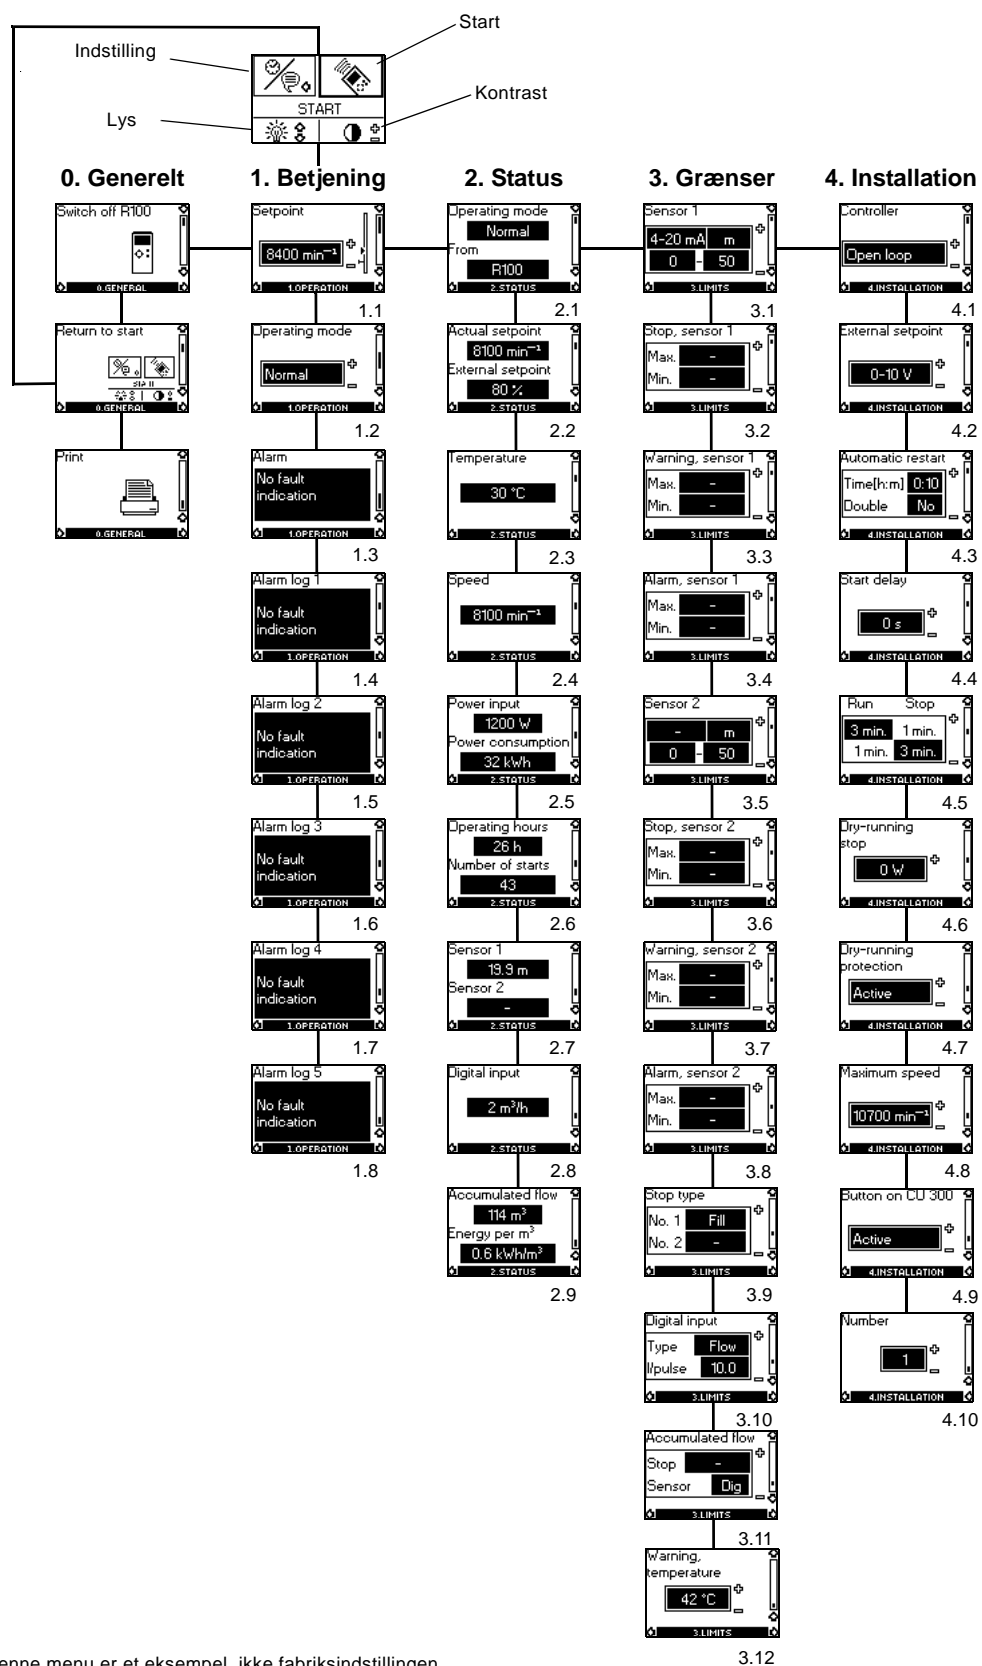 Start
Indstilling
Kontrast
START
Lys
0. Generelt
Switch off R100
0.GENERAL
Return to start
START
0.GENERAL
Print
0.GENERAL
1. Betjening
Setpoint
8400 min⁻¹
1.OPERATION
1.1
Operating mode
Normal
1.OPERATION
1.2
Alarm
No fault
indication
1.OPERATION
1.3
Alarm log 1
No fault
indication
1.OPERATION
1.4
Alarm log 2
No fault
indication
1.OPERATION
1.5
Alarm log 3
No fault
indication
1.OPERATION
1.6
Alarm log 4
No fault
indication
1.OPERATION
1.7
Alarm log 5
No fault
indication
1.OPERATION
1.8
2. Status
Operating mode
Normal
From
R100
2.STATUS
2.1
Actual setpoint
8100 min⁻¹
External setpoint
80 %
2.STATUS
2.2
Temperature
30 °C
2.STATUS
2.3
Speed
8100 min⁻¹
2.STATUS
2.4
Power input
1200 W
Power consumption
32 kWh
2.STATUS
2.5
Operating hours
26 h
Number of starts
43
2.STATUS
2.6
Sensor 1
19.9 m
Sensor 2
-
2.STATUS
2.7
Digital input
2 m³/h
2.STATUS
2.8
Accumulated flow
114 m³
Energy per m³
0.6 kWh/m³
2.STATUS
2.9
3. Grænser
Sensor 1
4-20 mA m
0 - 50
3.LIMITS
3.1
Stop, sensor 1
Max. -
Min. -
3.LIMITS
3.2
Warning, sensor 1
Max. -
Min. -
3.LIMITS
3.3
Alarm, sensor 1
Max. -
Min. -
3.LIMITS
3.4
Sensor 2
- m
0 - 50
3.LIMITS
3.5
Stop, sensor 2
Max. -
Min. -
3.LIMITS
3.6
Warning, sensor 2
Max. -
Min. -
3.LIMITS
3.7
Alarm, sensor 2
Max. -
Min. -
3.LIMITS
3.8
Stop type
No. 1 Fill
No. 2 -
3.LIMITS
3.9
Digital input
Type Flow
l/pulse 10.0
3.LIMITS
3.10
Accumulated flow
Stop -
Sensor Dig
3.LIMITS
3.11
Warning,
temperature
42 °C
3.LIMITS
3.12
4. Installation
Controller
Open loop
4.INSTALLATION
4.1
External setpoint
0-10 V
4.INSTALLATION
4.2
Automatic restart
Time[h:m] 0:10
Double No
4.INSTALLATION
4.3
Start delay
0 s
4.INSTALLATION
4.4
Run Stop
3 min. 1 min.
1 min. 3 min.
4.INSTALLATION
4.5
Dry-running
stop
0 W
4.INSTALLATION
4.6
Dry-running
protection
Active
4.INSTALLATION
4.7
Maximum speed
10700 min⁻¹
4.INSTALLATION
4.8
Button on CU 300
Active
4.INSTALLATION
4.9
Number
1
4.INSTALLATION
4.10
enne menu er et eksempel, ikke fabriksindstillingen